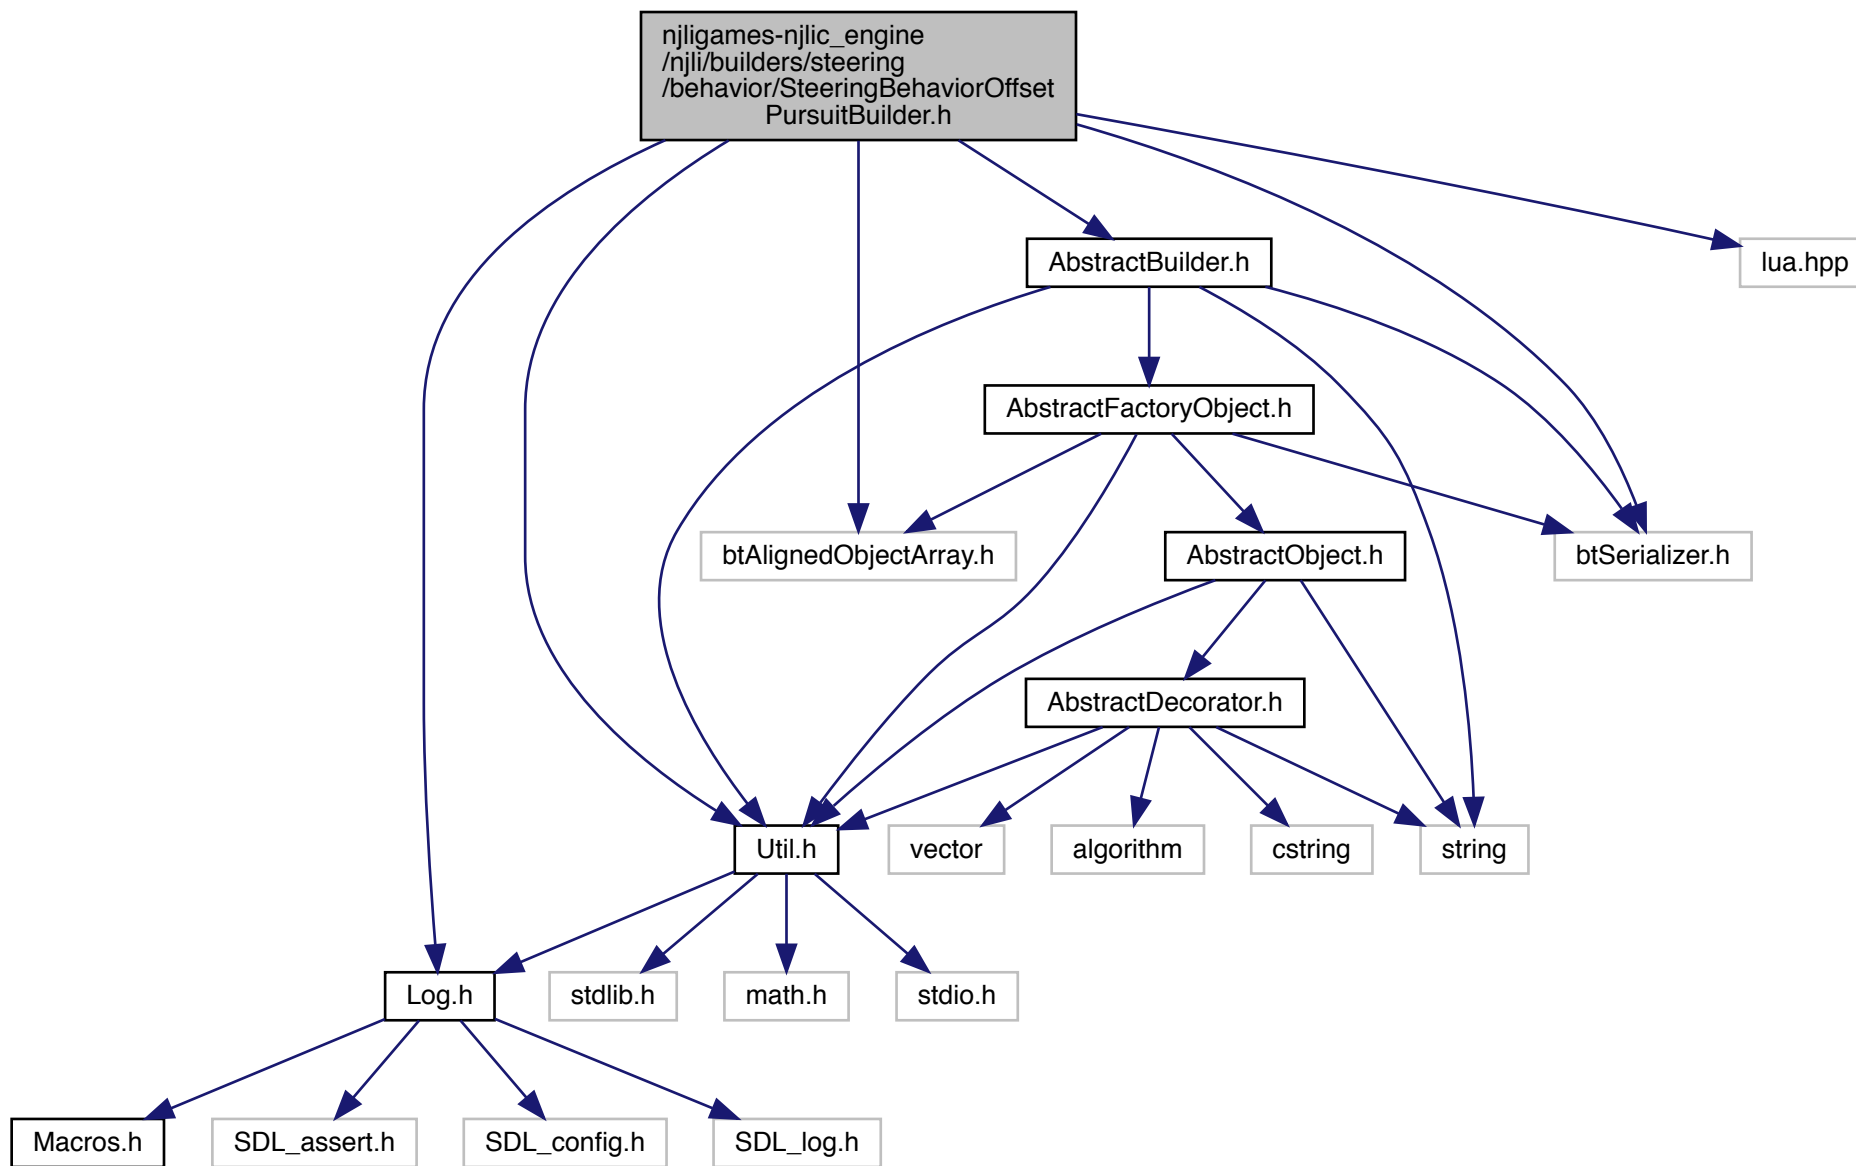 njligames-njlic_engine
/njli/builders/steering
/behavior/SteeringBehaviorOffset
PursuitBuilder.h
AbstractBuilder.h
lua.hpp
AbstractFactoryObject.h
btAlignedObjectArray.h
AbstractObject.h
btSerializer.h
AbstractDecorator.h
Util.h
vector
algorithm
cstring
string
Log.h
stdlib.h
math.h
stdio.h
Macros.h
SDL_assert.h
SDL_config.h
SDL_log.h